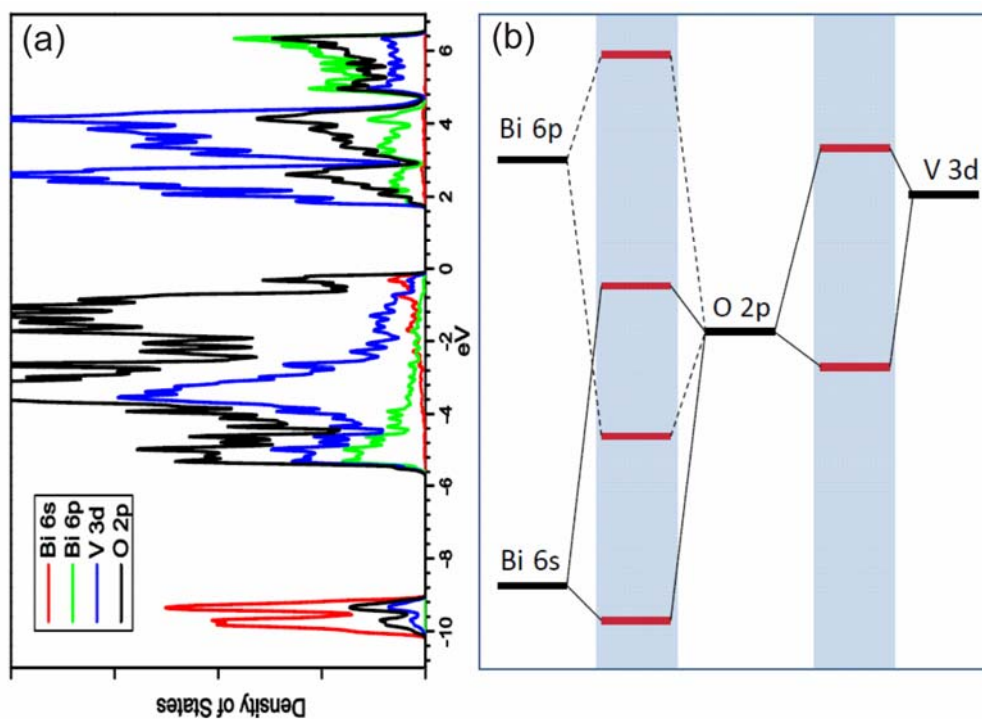 (a)
6
4
2
0
-2
-4
-6
-8
-10
eV
Bi 6s
Bi 6p
V 3d
O 2p
Density of States
(b)
Bi 6p
V 3d
O 2p
Bi 6s